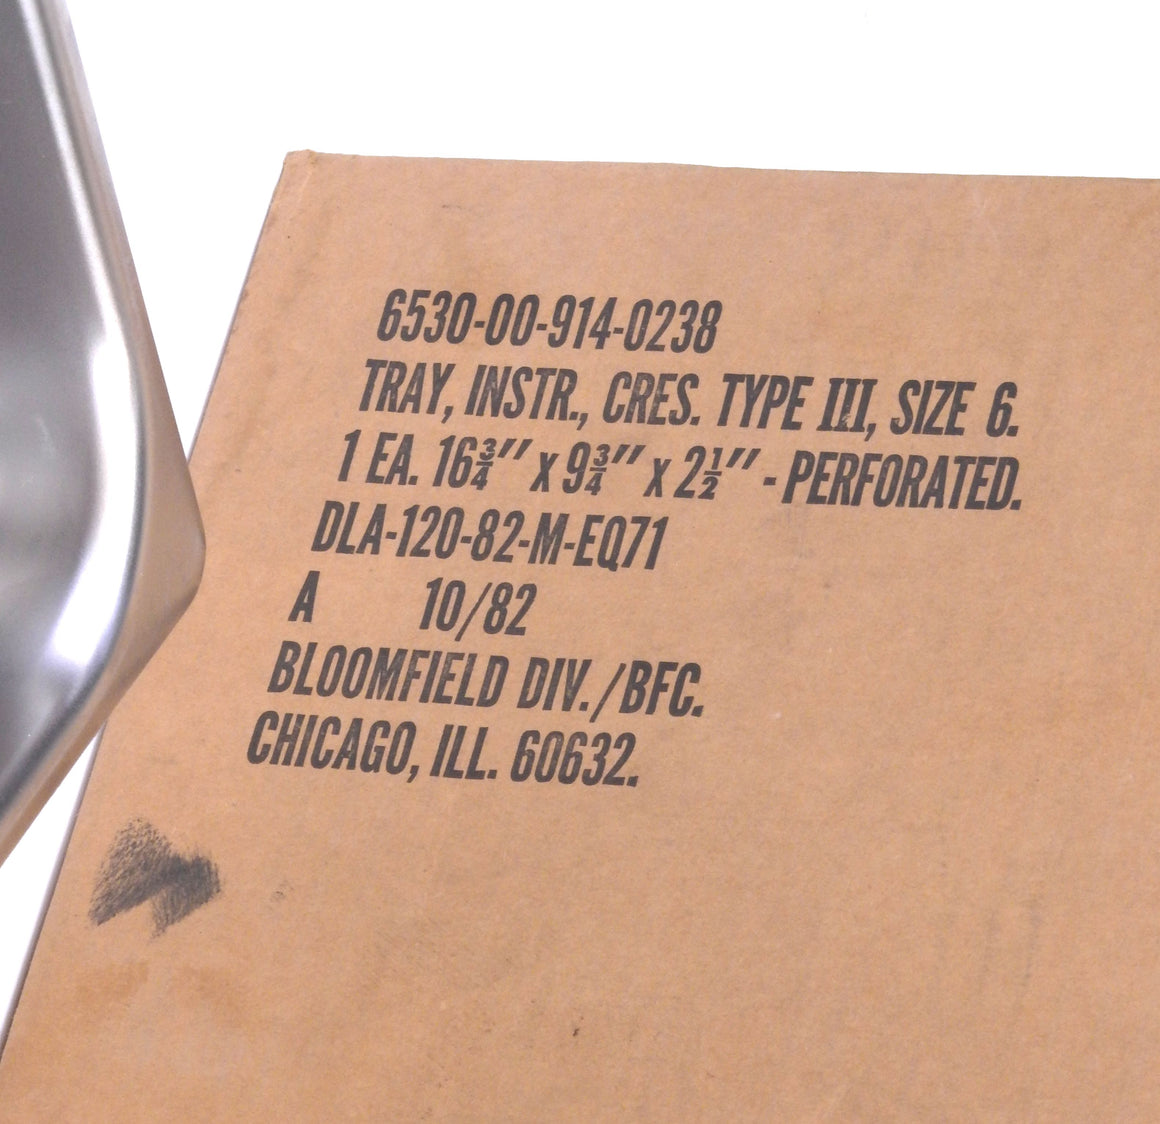 6530-00-914-0238
TRAY, INSTR., CRES. TYPE III, SIZE 6.
1 EA. 16¾" X 9¾" X 2½" - PERFORATED.
DLA-120-82-M-EQ71
A 10/82
BLOOMFIELD DIV./BFC.
CHICAGO, ILL. 60632.